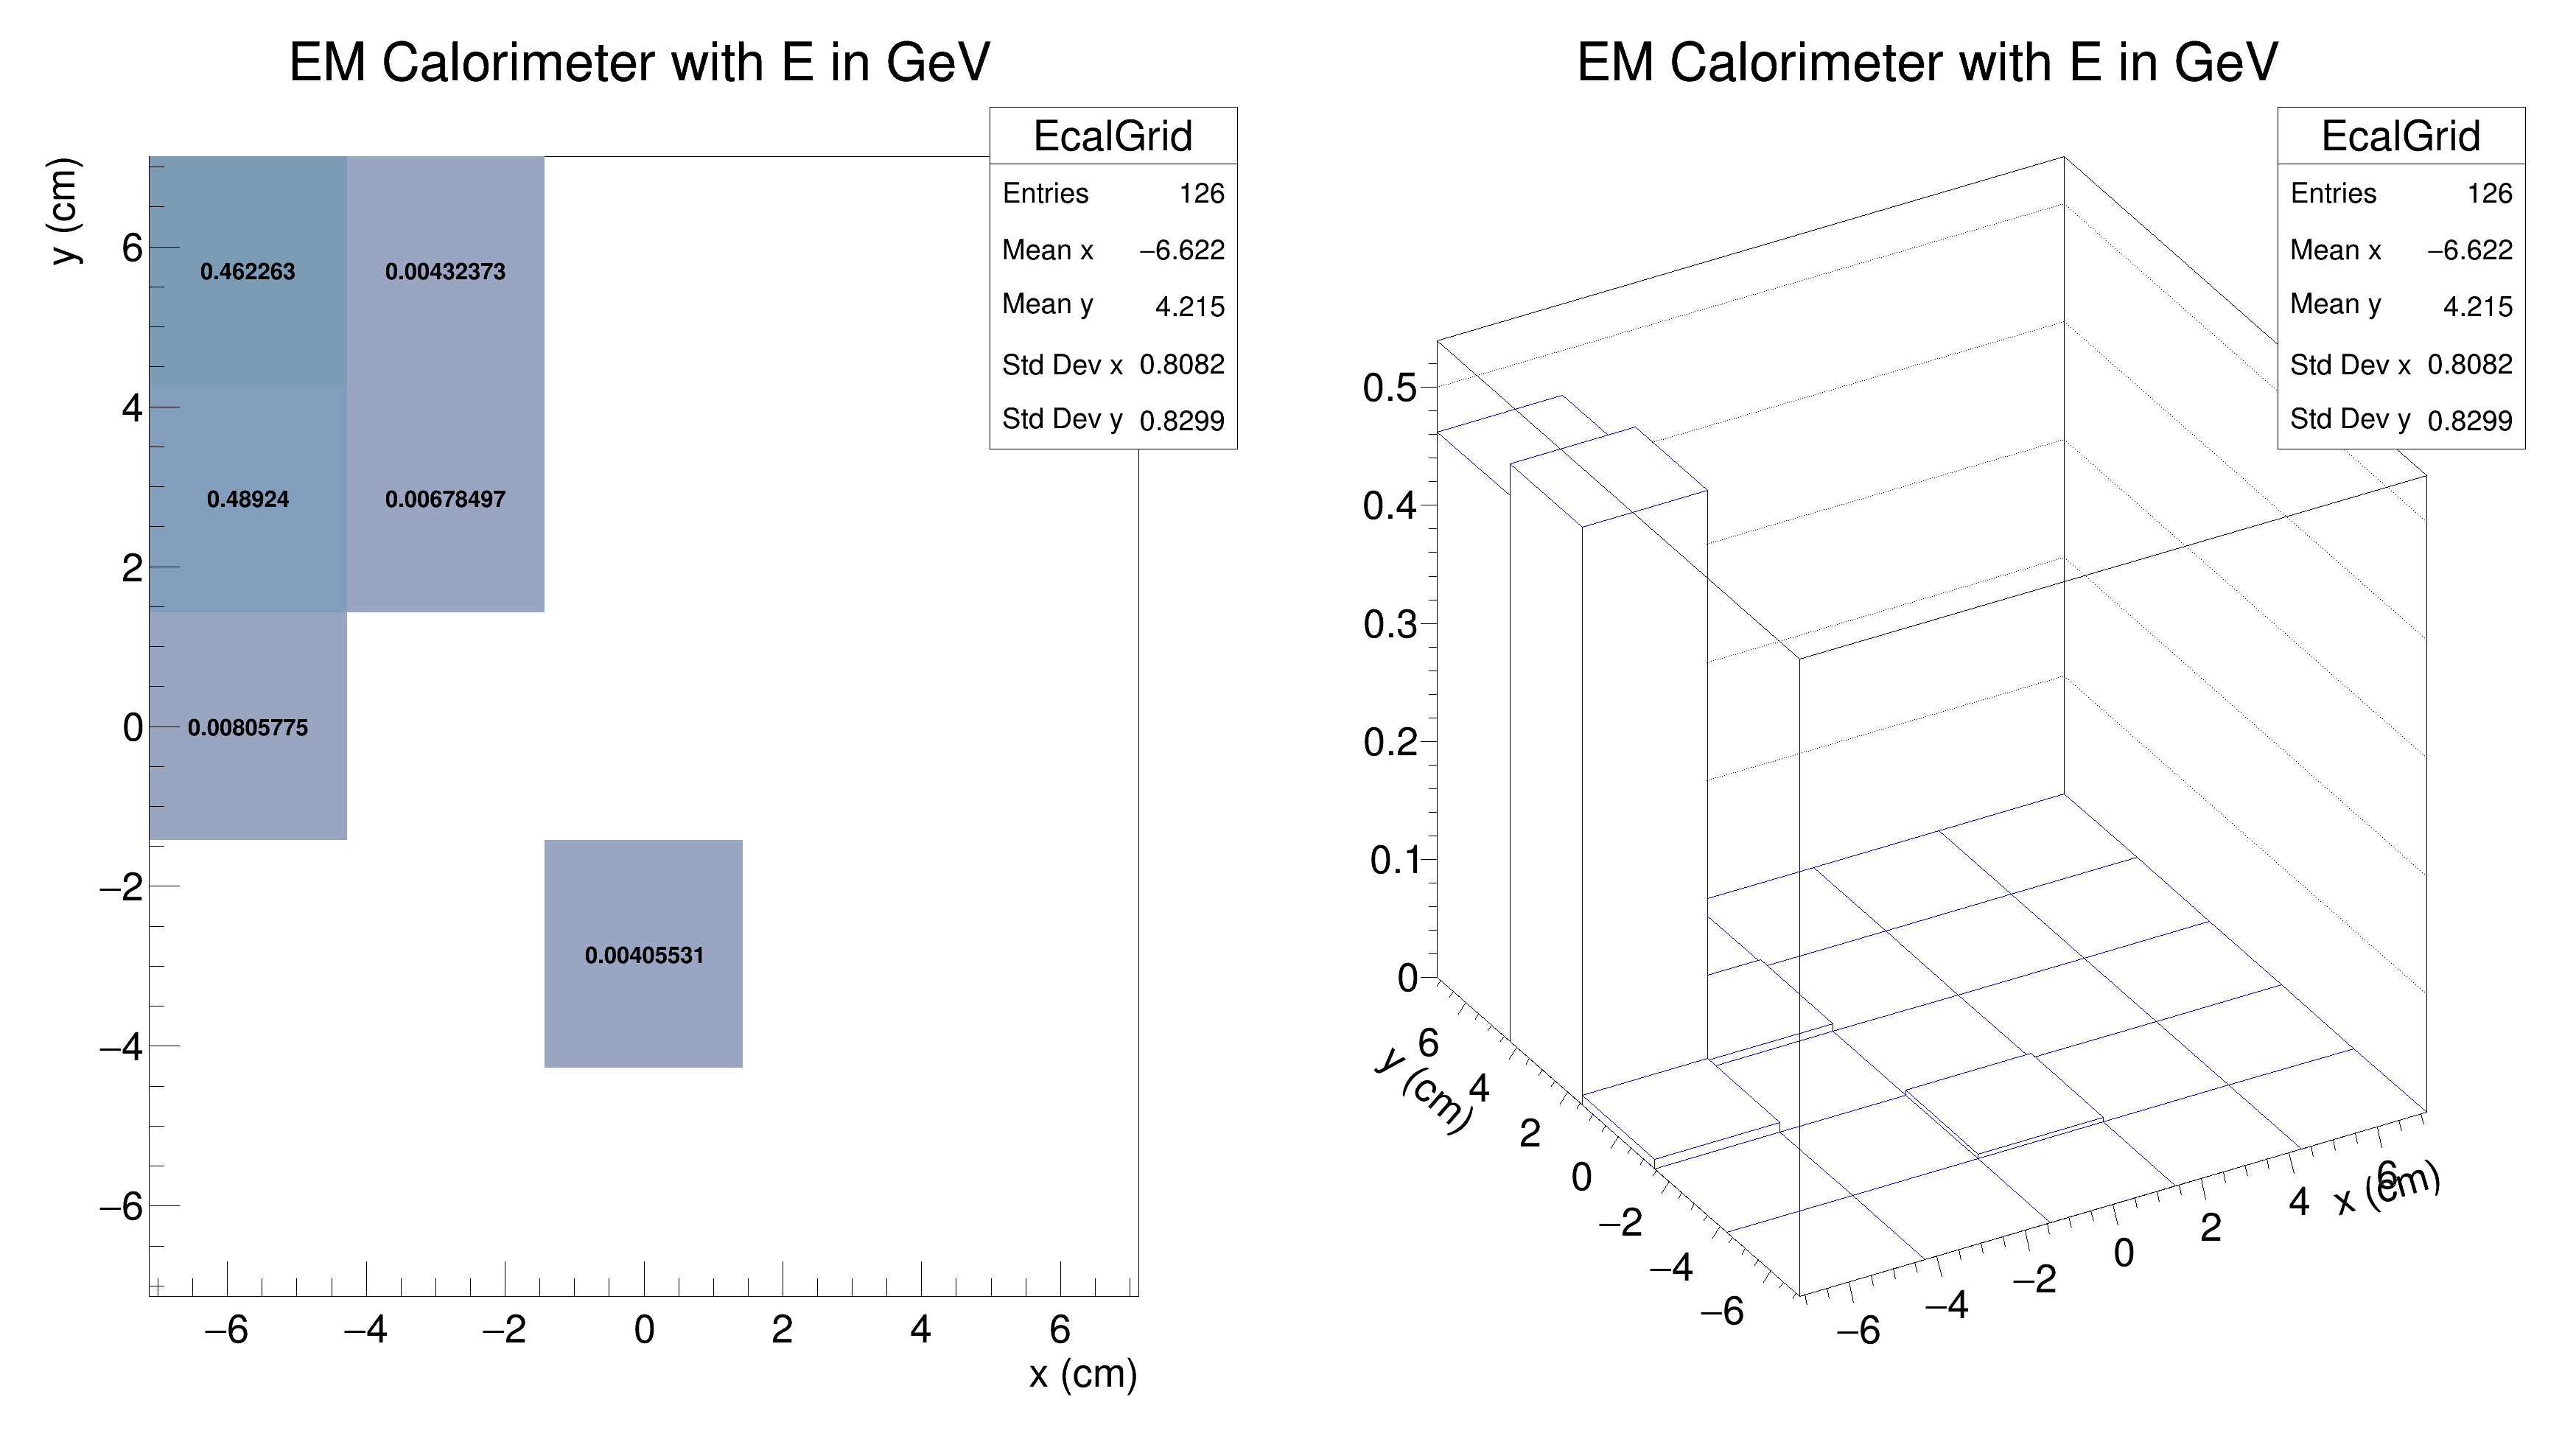 EM Calorimeter with E in GeV
EcalGrid
Entries 126
Mean x −6.622
Mean y 4.215
Std Dev x 0.8082
Std Dev y 0.8299
y (cm)
6
4
2
0
−2
−4
−6
0.462263 0.00432373
0.48924 0.00678497
0.00805775
0.00405531
−6 −4 −2 0 2 4 6
x (cm)
EM Calorimeter with E in GeV
EcalGrid
Entries 126
Mean x −6.622
Mean y 4.215
Std Dev x 0.8082
Std Dev y 0.8299
0.5
0.4
0.3
0.2
0.1
0
y (cm)
6
4
2
0
−2
−4
−6
−6 −4 −2 0 2 4 6
x (cm)